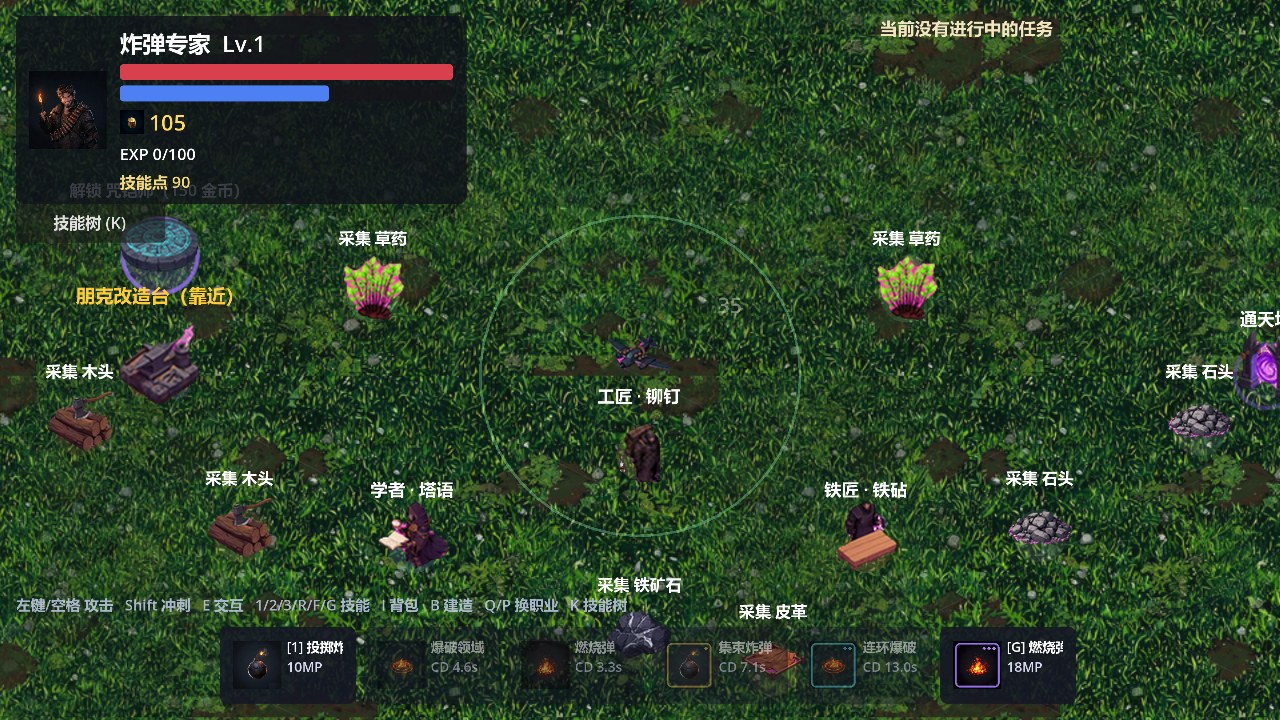 炸弹专家 Lv.1
105
EXP 0/100
技能点 90
技能树 (K)
当前没有进行中的任务
朋克改造台（靠近）
采集 草药
采集 草药
35
通天
采集 木头
采集 石头
工匠 · 铆钉
采集 木头
学者 · 塔语
铁匠 · 铁砧
采集 石头
采集 铁矿石
采集 皮革
左键/空格 攻击 Shift 冲刺 E 交互 1/2/3/R/F/G 技能 I 背包 B 建造 Q/P 换职业 K 技能树
[1] 投掷炸
10MP
爆破领域
CD 4.6s
燃烧弹
CD 3.3s
集束炸弹
CD 7.1s
连环爆破
CD 13.0s
[G] 燃烧弹
18MP